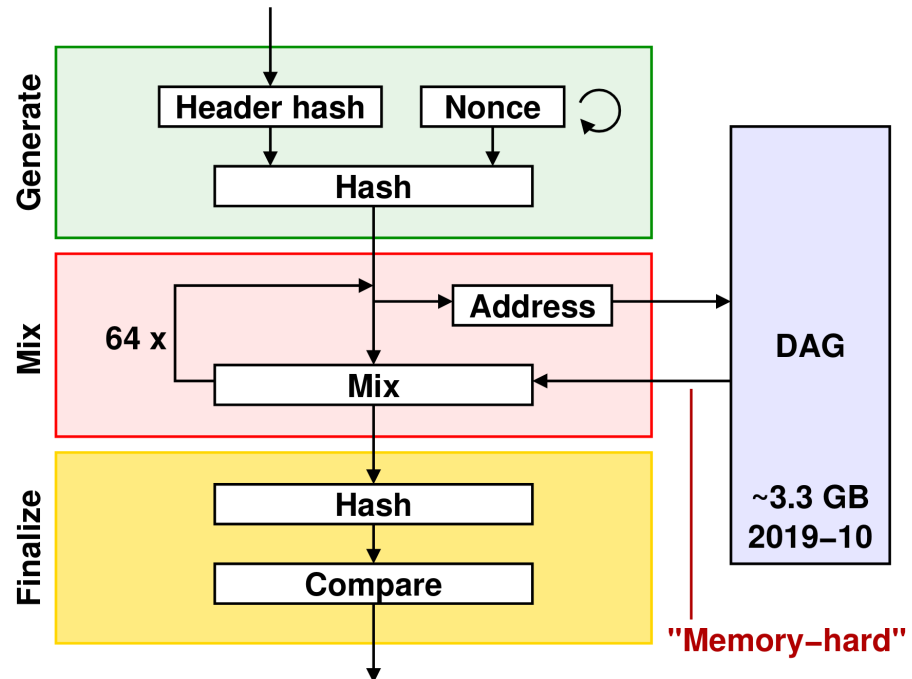 Generate
Header hash
Nonce
Hash
Mix
64 x
Address
Mix
DAG
~3.3 GB
2019−10
Finalize
Hash
Compare
"Memory−hard"